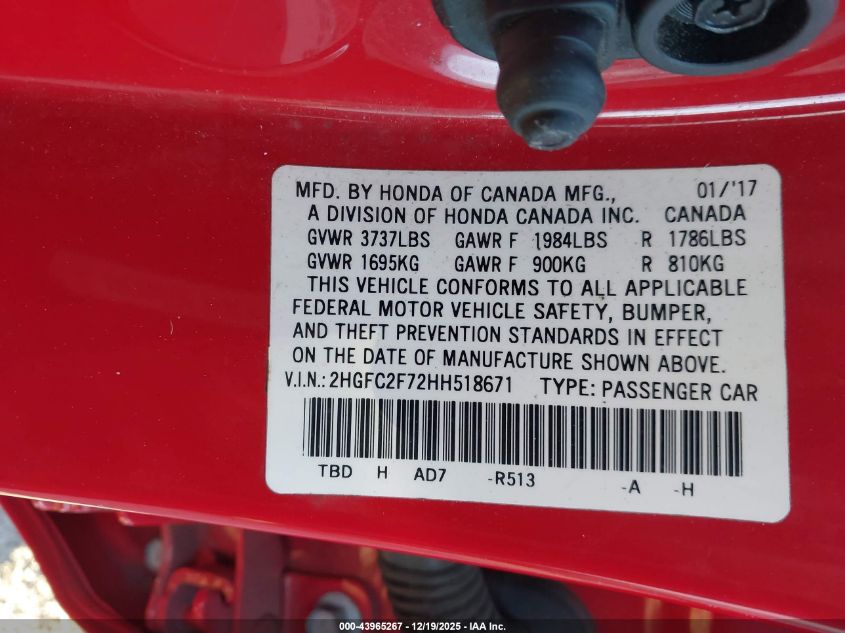 MFD. BY HONDA OF CANADA MFG., 01/'17
A DIVISION OF HONDA CANADA INC. CANADA
GVWR 3737LBS GAWR F 1984LBS R 1786LBS
GVWR 1695KG GAWR F 900KG R 810KG
THIS VEHICLE CONFORMS TO ALL APPLICABLE
FEDERAL MOTOR VEHICLE SAFETY, BUMPER,
AND THEFT PREVENTION STANDARDS IN EFFECT
ON THE DATE OF MANUFACTURE SHOWN ABOVE.
V.I.N.: 2HGFC2F72HH518671 TYPE: PASSENGER CAR
TBD H AD7 -R513 -A -H
000-43965267 - 12/19/2025 - IAA Inc.